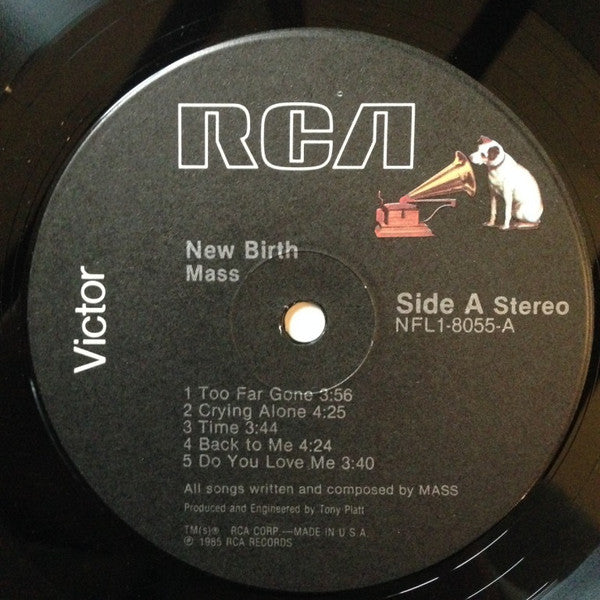 RCA
Victor
New Birth
Mass
Side A Stereo
NFL1-8055-A
1 Too Far Gone 3:56
2 Crying Alone 4:25
3 Time 3:44
4 Back to Me 4:24
5 Do You Love Me 3:40
All songs written and composed by MASS
Produced and Engineered by Tony Platt
TM(s)® RCA CORP.—MADE IN U.S.A.
℗ 1985 RCA RECORDS